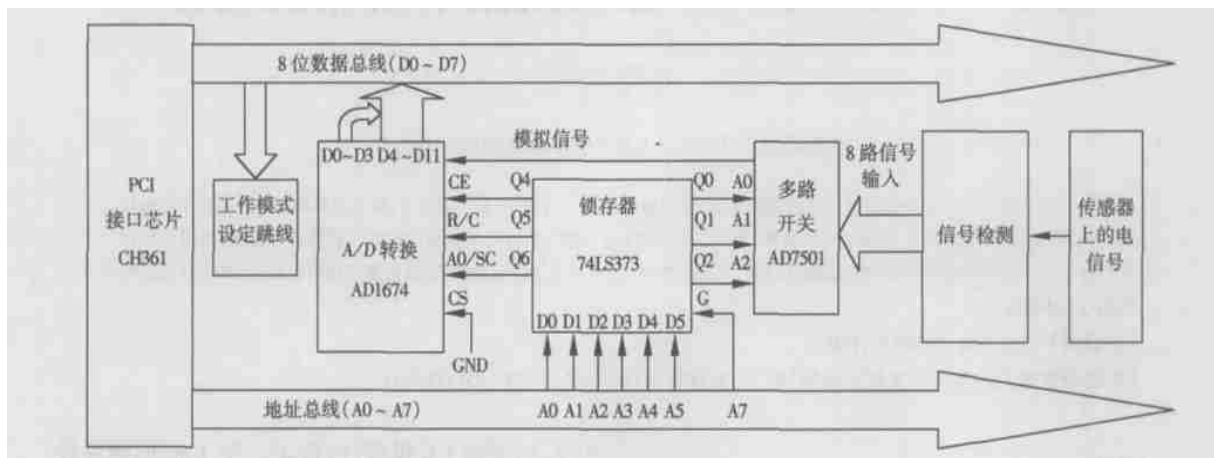 8位数据总线(D0~D7)
PCI
接口芯片
CH361
工作模式
设定跳线
D0~D3 D4~D11
A/D转换
AD1674
CE
R/C
A0/SC
CS
GND
模拟信号
Q4
Q5
Q6
锁存器
74LS373
D0 D1 D2 D3 D4 D5
Q0
Q1
Q2
G
A0
A1
A2
多路
开关
AD7501
8路信号
输入
信号检测
传感器
上的电
信号
地址总线(A0~A7)
A0 A1 A2 A3 A4 A5
A7